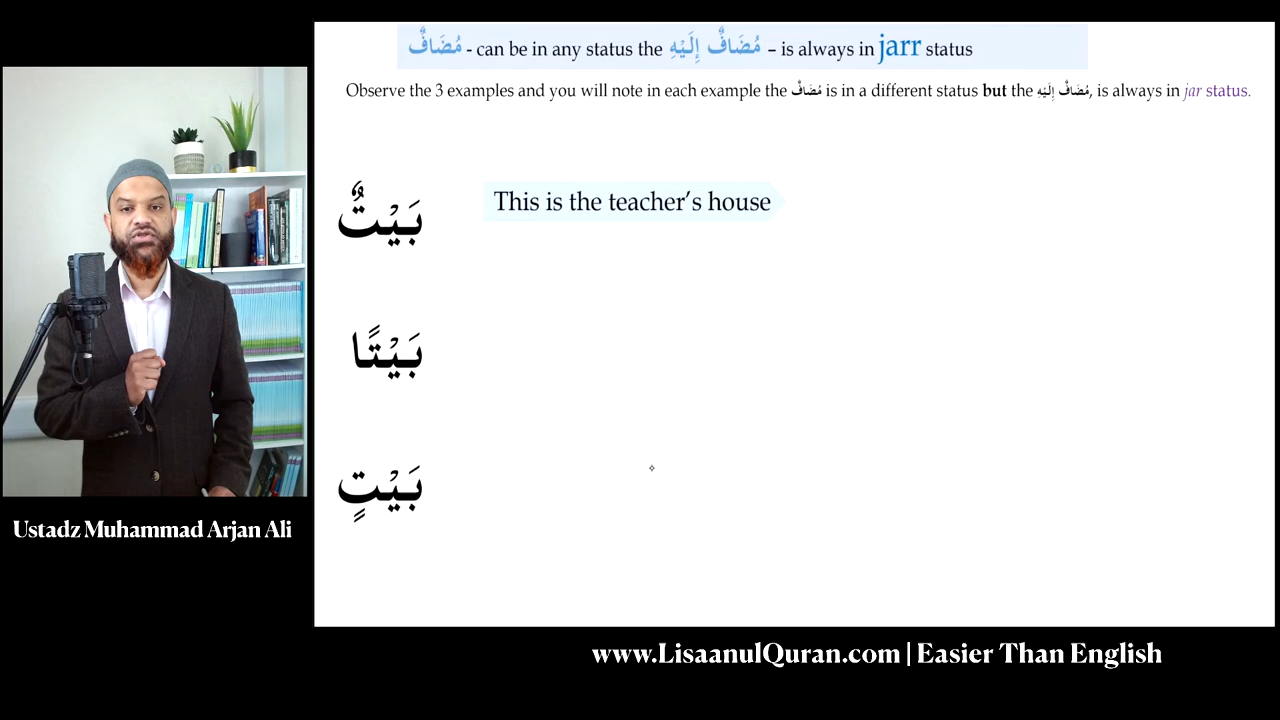 مُضَافٌ - can be in any status the مُضَافٌ إِلَيْهِ – is always in jarr status
Observe the 3 examples and you will note in each example the مُضَافٌ is in a different status but the مُضَافٌ إِلَيْهِ, is always in jar status.
بَيْتٌ This is the teacher’s house
بَيْتًا
بَيْتٍ
Ustadz Muhammad Arjan Ali
www.LisaanulQuran.com | Easier Than English